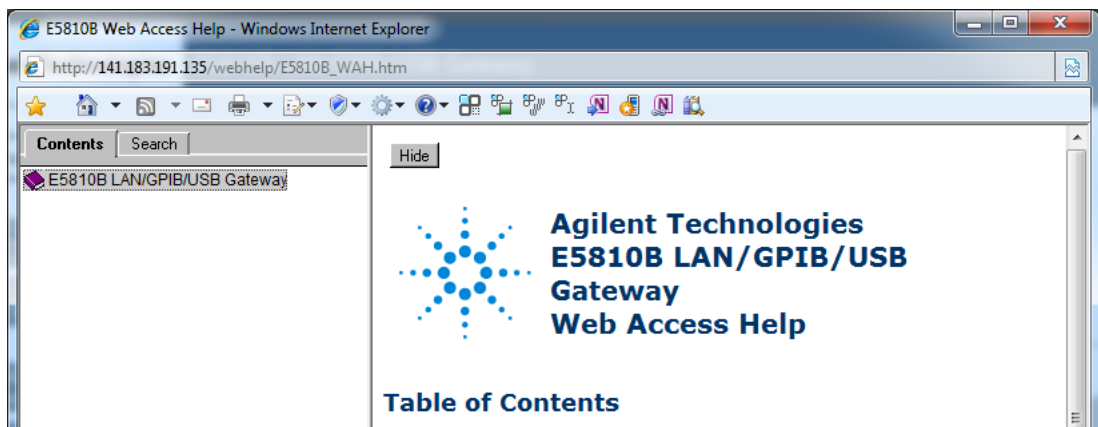 E5810B Web Access Help - Windows Internet Explorer
http://141.183.191.135/webhelp/E5810B_WAH.htm
Contents Search
Hide
E5810B LAN/GPIB/USB Gateway
Agilent Technologies
E5810B LAN/GPIB/USB
Gateway
Web Access Help
Table of Contents